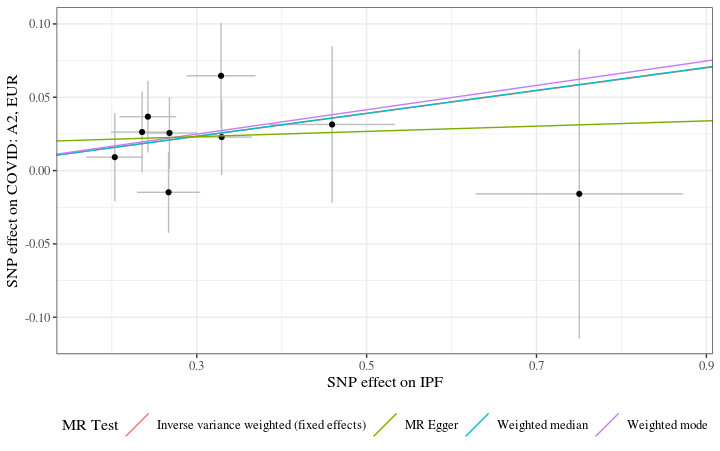 SNP effect on COVID: A2, EUR
0.10
0.05
0.00
-0.05
-0.10
0.3 0.5 0.7 0.9
SNP effect on IPF
MR Test Inverse variance weighted (fixed effects) MR Egger Weighted median Weighted mode